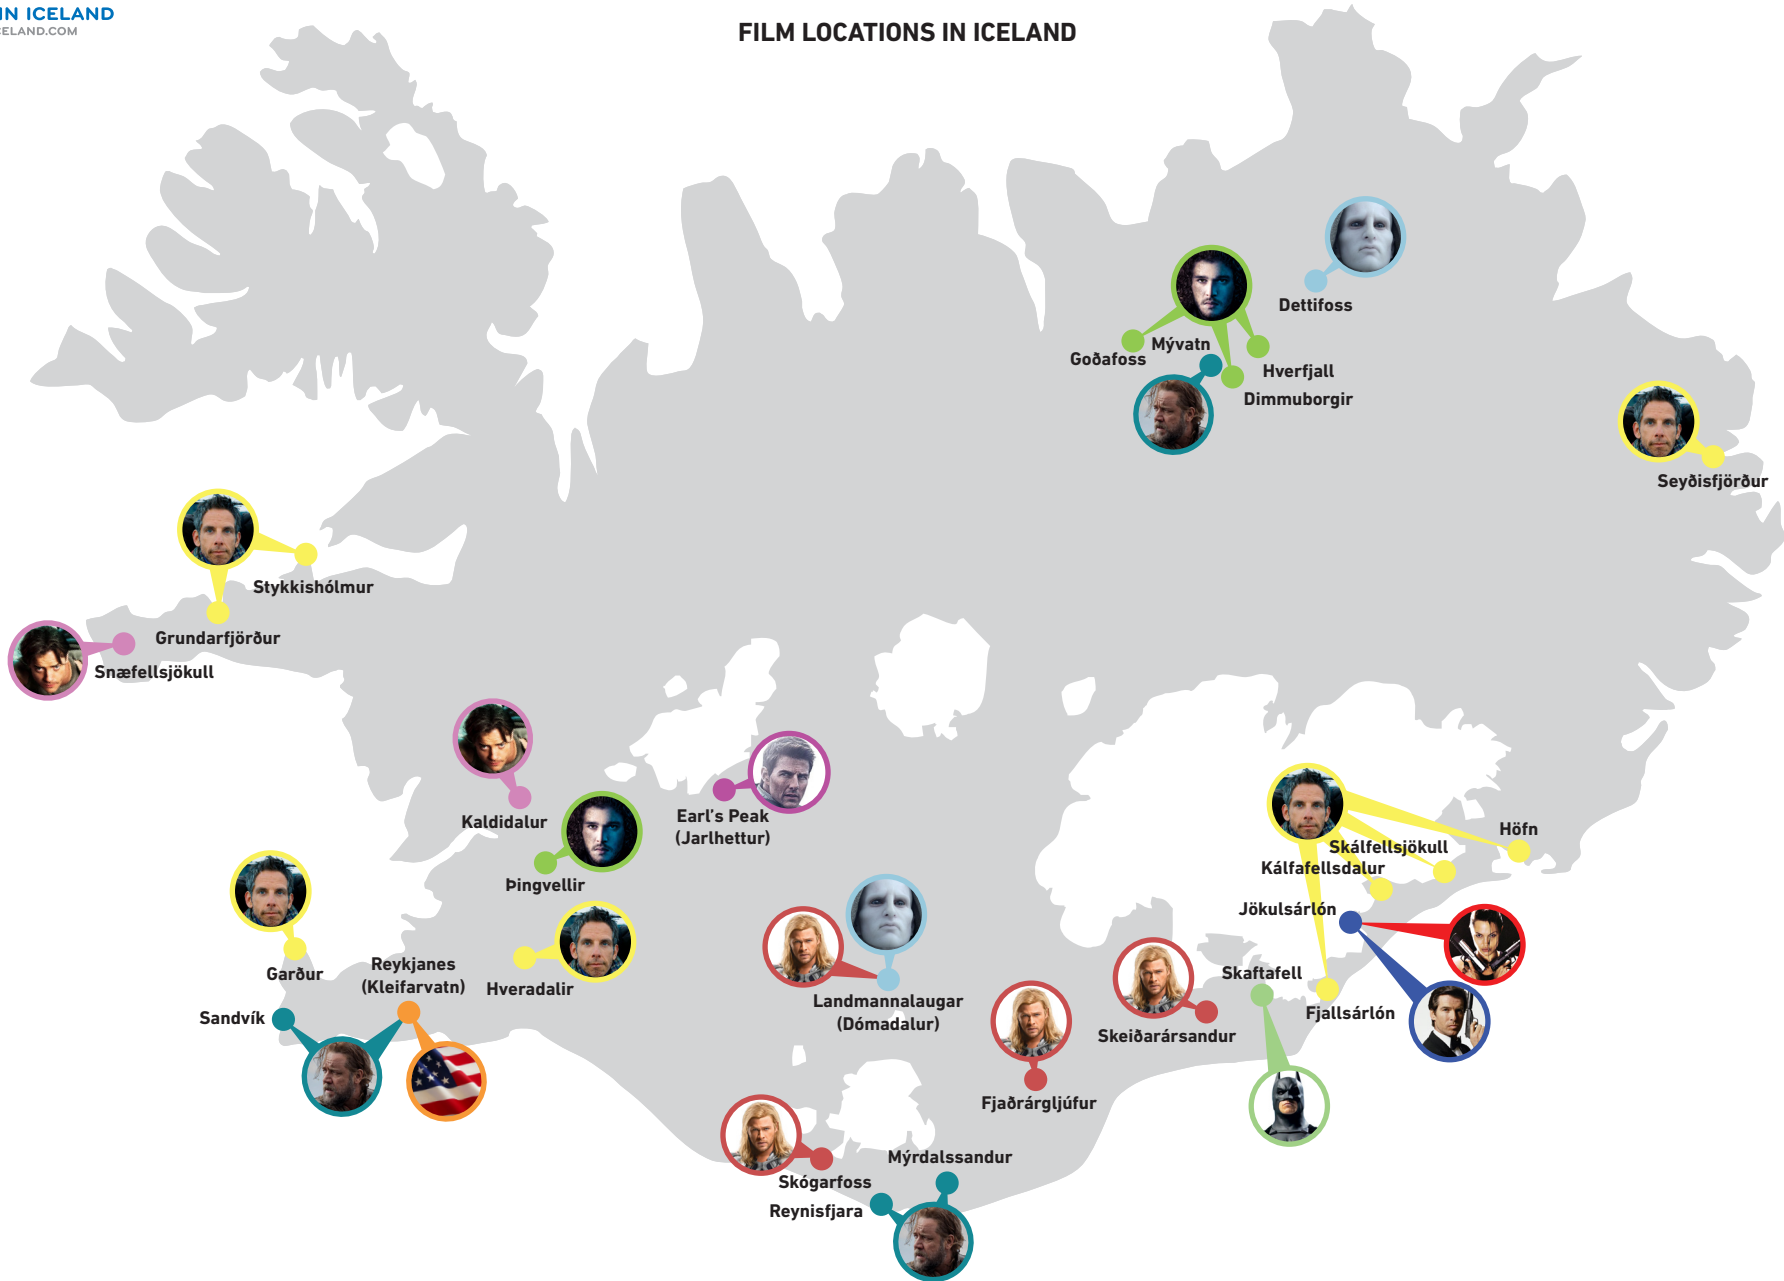 IN ICELAND
CELAND.COM
FILM LOCATIONS IN ICELAND
Dettifoss
Goðafoss
Mývatn
Hverfjall
Dimmuborgir
Seyðisfjörður
Stykkishólmur
Grundarfjörður
Snæfellsjökull
Kaldidalur
Earl's Peak
(Jarlhettur)
Þingvellir
Höfn
Skálfellsjökull
Kálfafellsdalur
Jökulsárlón
Garður
Reykjanes
(Kleifarvatn)
Hveradalir
Sandvík
Landmannalaugar
(Dómadalur)
Skaftafell
Fjallsárlón
Skeiðarársandur
Fjaðrárgljúfur
Mýrdalssandur
Skógarfoss
Reynisfjara